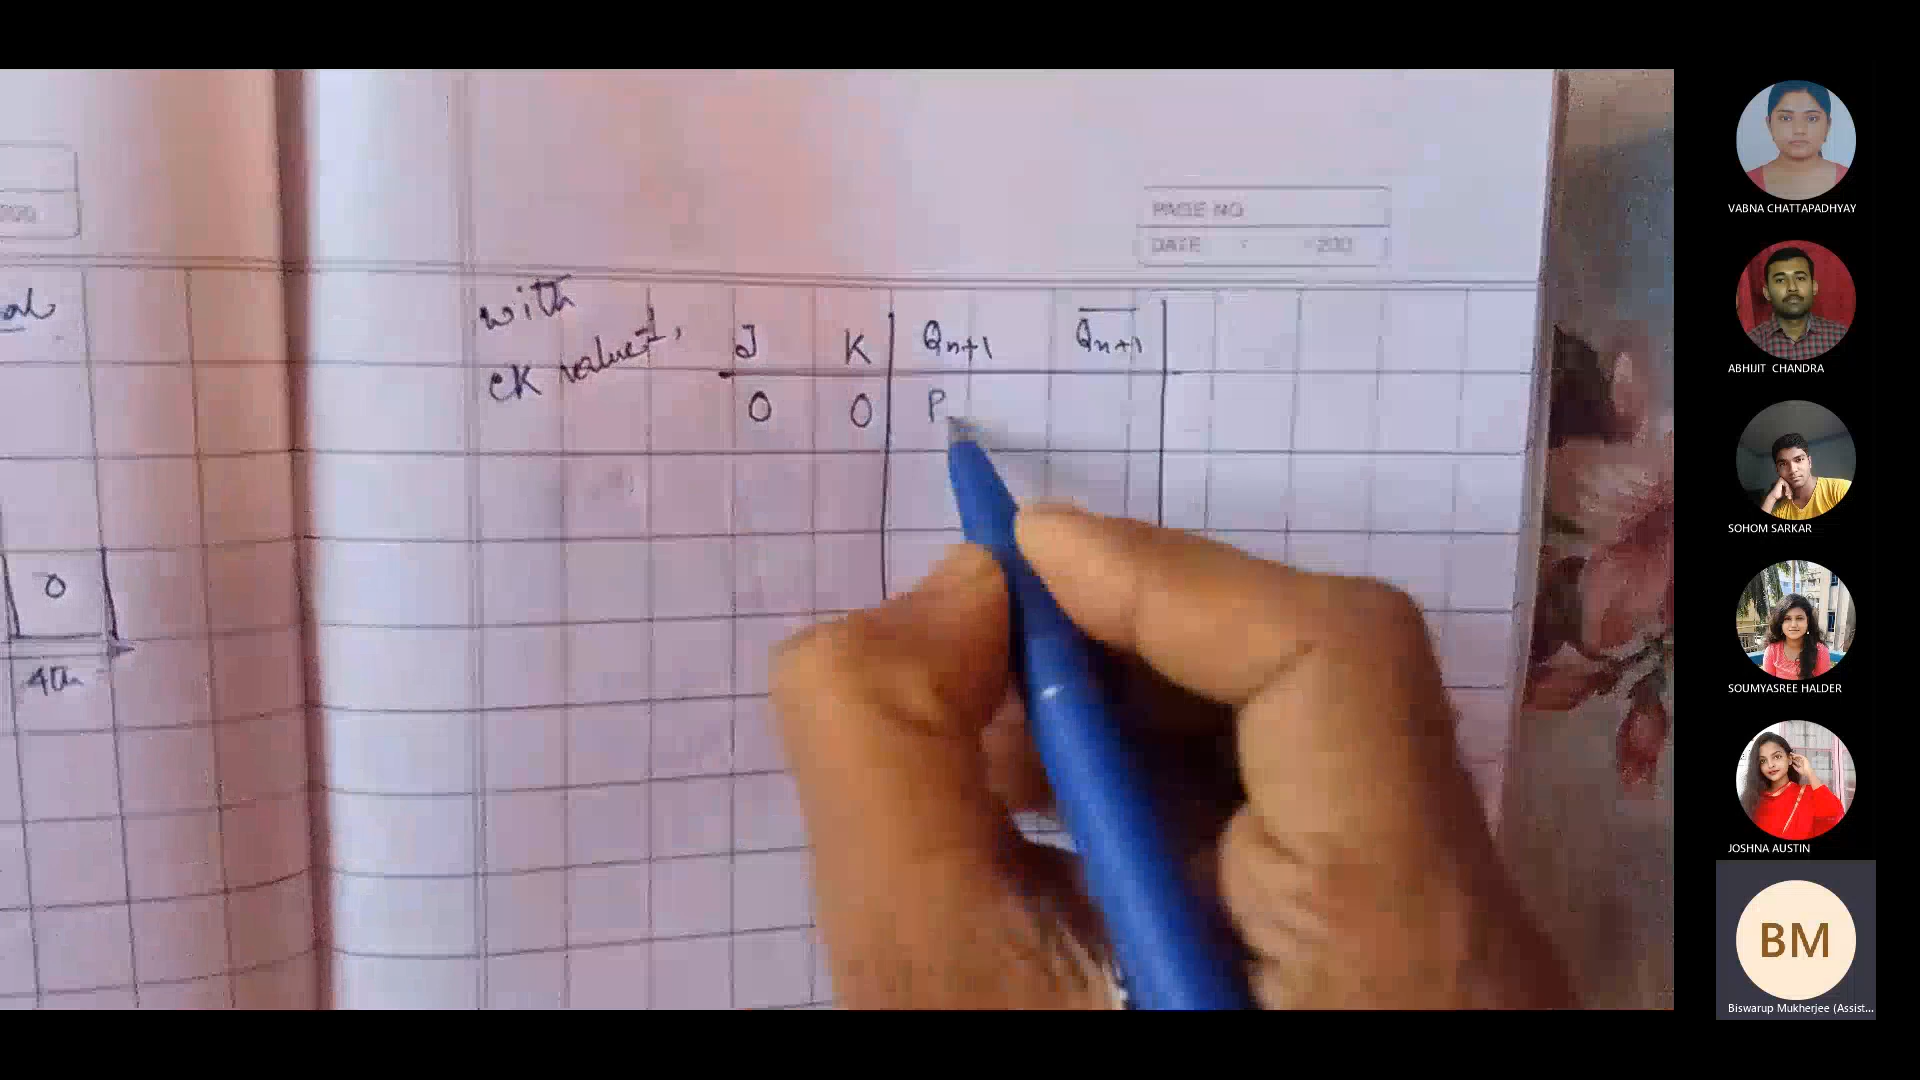 PAGE NO
DATE 200
with
CK value 1,
J K Qn+1 Q̅n+1
0 0 P
0
4th
VABNA CHATTAPADHYAY
ABHIJIT CHANDRA
SOHOM SARKAR
SOUMYASREE HALDER
JOSHNA AUSTIN
BM
Biswarup Mukherjee (Assist...